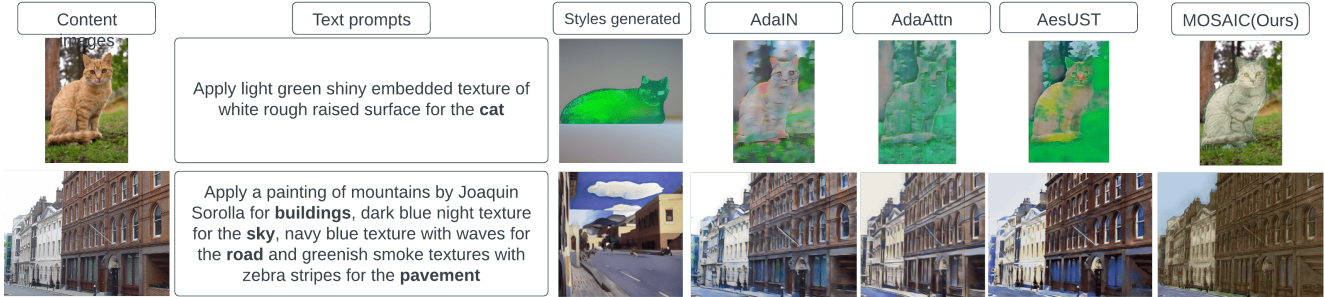 Content images
Text prompts
Styles generated
AdaIN
AdaAttn
AesUST
MOSAIC(Ours)
Apply light green shiny embedded texture of
white rough raised surface for the cat
Apply a painting of mountains by Joaquin
Sorolla for buildings, dark blue night texture
for the sky, navy blue texture with waves for
the road and greenish smoke textures with
zebra stripes for the pavement